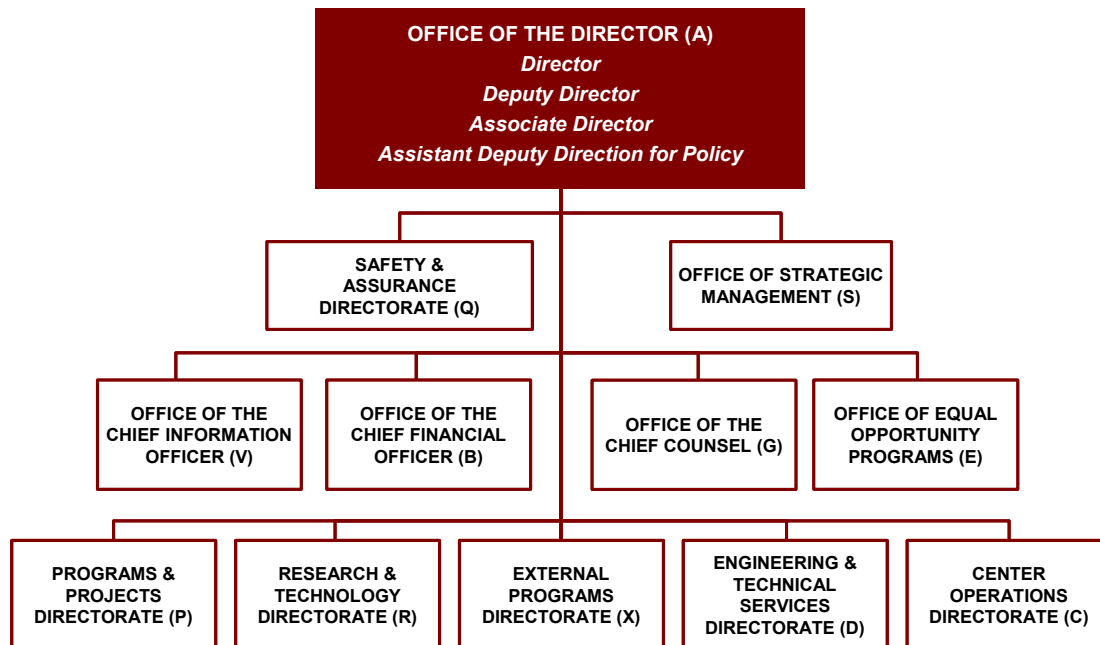 OFFICE OF THE DIRECTOR (A)
Director
Deputy Director
Associate Director
Assistant Deputy Direction for Policy
SAFETY &
ASSURANCE
DIRECTORATE (Q)
OFFICE OF STRATEGIC
MANAGEMENT (S)
OFFICE OF THE
CHIEF INFORMATION
OFFICER (V)
OFFICE OF THE
CHIEF FINANCIAL
OFFICER (B)
OFFICE OF THE
CHIEF COUNSEL (G)
OFFICE OF EQUAL
OPPORTUNITY
PROGRAMS (E)
PROGRAMS &
PROJECTS
DIRECTORATE (P)
RESEARCH &
TECHNOLOGY
DIRECTORATE (R)
EXTERNAL
PROGRAMS
DIRECTORATE (X)
ENGINEERING &
TECHNICAL
SERVICES
DIRECTORATE (D)
CENTER
OPERATIONS
DIRECTORATE (C)